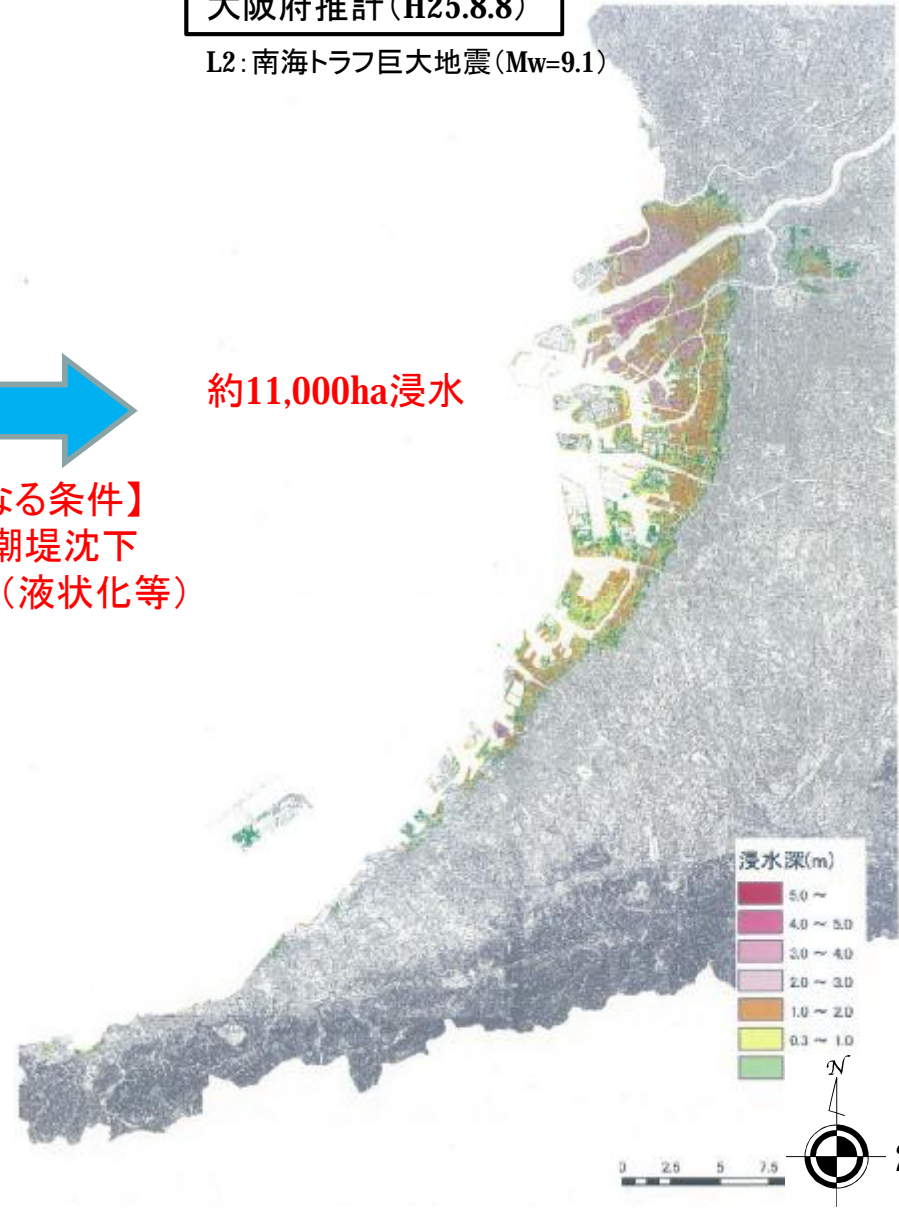 大阪府推計(H25.8.8)
L2:南海トラフ巨大地震(Mw=9.1)
約11,000ha浸水
なる条件】
潮堤沈下
(液状化等)
浸水深(m)
5.0 ~
4.0 ~ 5.0
3.0 ~ 4.0
2.0 ~ 3.0
1.0 ~ 2.0
0.3 ~ 1.0
N
0 2.5 5 7.5